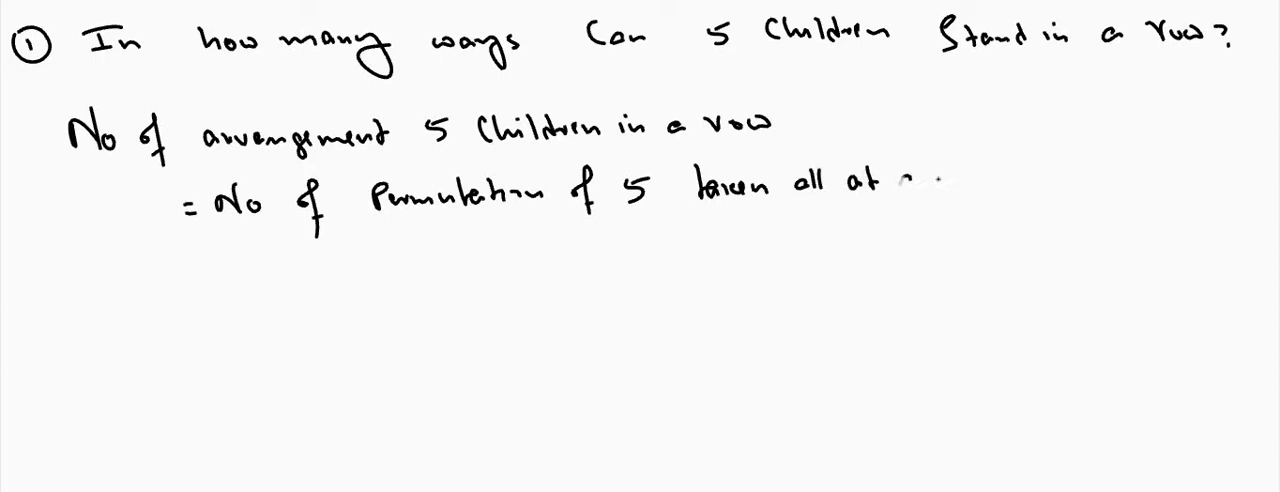 ① In how many ways Can 5 Children Stand in a row?
No of arrangement 5 Children in a row
= No of Permutation of 5 taken all at